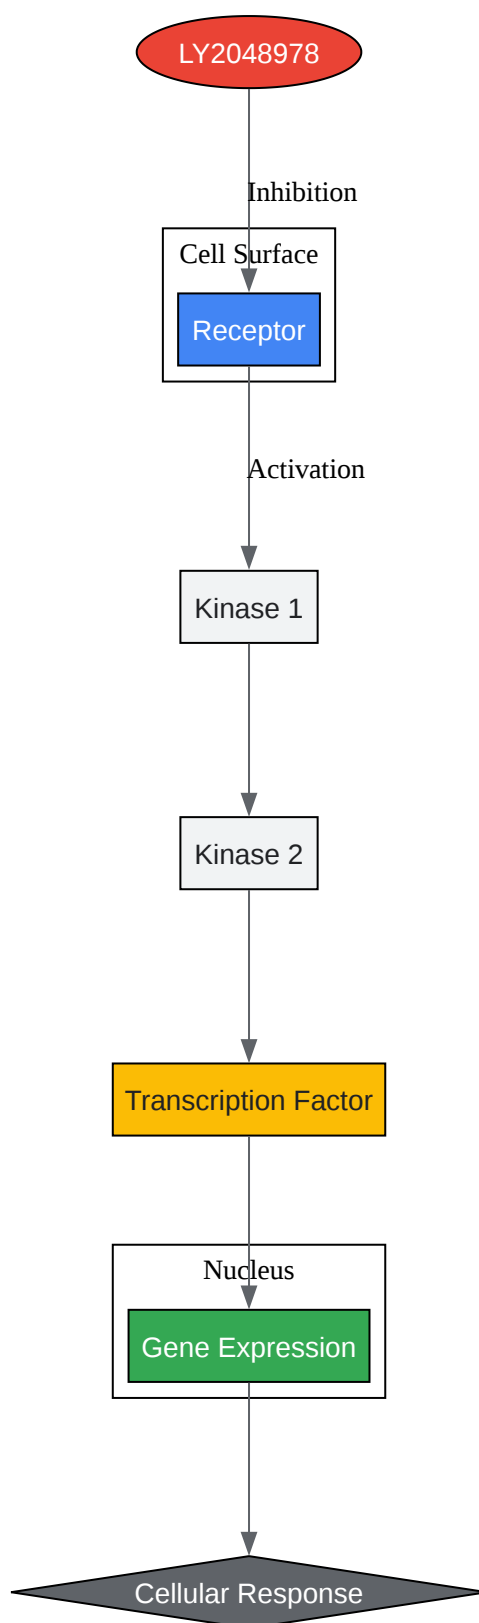 LY2048978
Inhibition
Cell Surface
Receptor
Activation
Kinase 1
Kinase 2
Transcription Factor
Nucleus
Gene Expression
Cellular Response